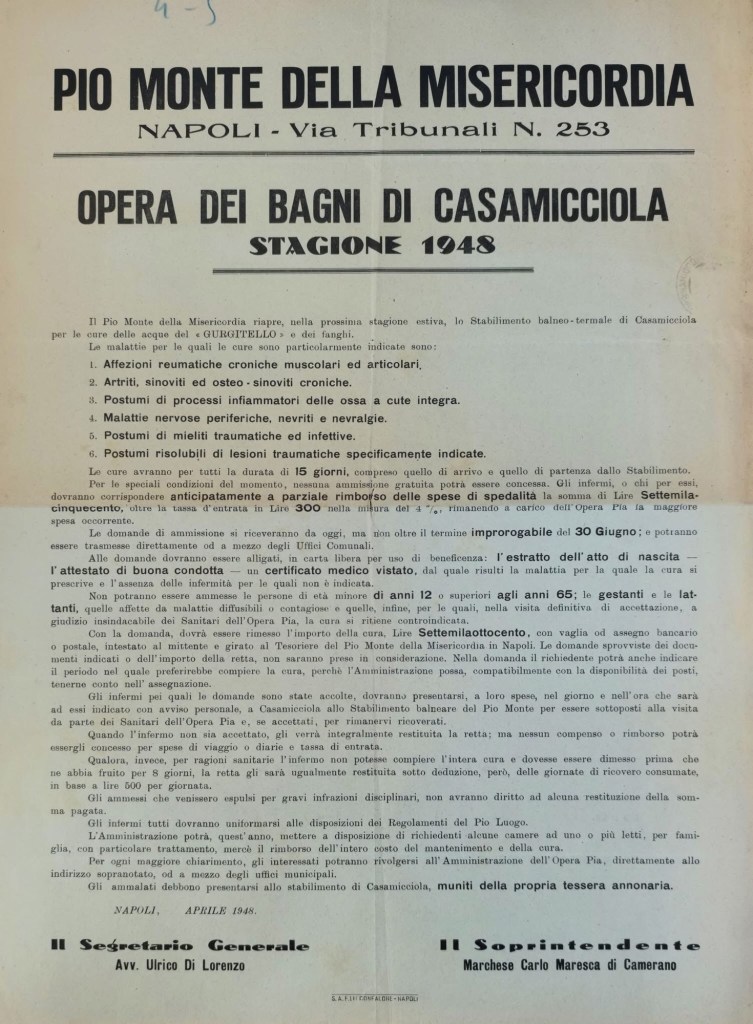 4-5
PIO MONTE DELLA MISERICORDIA
NAPOLI - Via Tribunali N. 253
OPERA DEI BAGNI DI CASAMICCIOLA
STAGIONE 1948
Il Pio Monte della Misericordia riapre, nella prossima stagione estiva, lo Stabilimento balneo-termale di Casamicciola
per le cure delle acque del « GURGITELLO » e dei fanghi.
Le malattie per le quali le cure sono particolarmente indicate sono:
1. Affezioni reumatiche croniche muscolari ed articolari.
2. Artriti, sinoviti ed osteo - sinoviti croniche.
3. Postumi di processi infiammatori delle ossa a cute integra.
4. Malattie nervose periferiche, nevriti e nevralgie.
5. Postumi di mieliti traumatiche ed infettive.
6. Postumi risolubili di lesioni traumatiche specificamente indicate.
Le cure avranno per tutti la durata di 15 giorni, compreso quello di arrivo e quello di partenza dallo Stabilimento.
Per le speciali condizioni del momento, nessuna ammissione gratuita potrà essere concessa. Gli infermi, o chi per essi,
dovranno corrispondere anticipatamente a parziale rimborso delle spese di spedalità la somma di Lire Settemila-
cinquecento, oltre la tassa d'entrata in Lire 300 nella misura del 4 %, rimanendo a carico dell'Opera Pia la maggiore
spesa occorrente.
Le domande di ammissione si riceveranno da oggi, ma non oltre il termine improrogabile del 30 Giugno; e potranno
essere trasmesse direttamente od a mezzo degli Uffici Comunali.
Alle domande dovranno essere alligati, in carta libera per uso di beneficenza: l'estratto dell'atto di nascita —
l'attestato di buona condotta — un certificato medico vistato, dal quale risulti la malattia per la quale la cura si
prescrive e l'assenza delle infermità per le quali non è indicata.
Non potranno essere ammesse le persone di età minore di anni 12 o superiori agli anni 65; le gestanti e le lat-
tanti, quelle affette da malattie diffusibili o contagiose e quelle, infine, per le quali, nella visita definitiva di accettazione, a
giudizio insindacabile dei Sanitari dell'Opera Pia, la cura si ritiene controindicata.
Con la domanda, dovrà essere rimesso l'importo della cura, Lire Settemilaottocento, con vaglia od assegno bancario
o postale, intestato al mittente e girato al Tesoriere del Pio Monte della Misericordia in Napoli. Le domande sprovviste dei docu-
menti indicati o dell'importo della retta, non saranno prese in considerazione. Nella domanda il richiedente potrà anche indicare
il periodo nel quale preferirebbe compiere la cura, perchè l'Amministrazione possa, compatibilmente con la disponibilità dei posti,
tenerne conto nell'assegnazione.
Gli infermi pei quali le domande sono state accolte, dovranno presentarsi, a loro spese, nel giorno e nell'ora che sarà
ad essi indicato con avviso personale, a Casamicciola allo Stabilimento balneare del Pio Monte per essere sottoposti alla visita
da parte dei Sanitari dell'Opera Pia e, se accettati, per rimanervi ricoverati.
Quando l'infermo non sia accettato, gli verrà integralmente restituita la retta; ma nessun compenso o rimborso potrà
essergli concesso per spese di viaggio o diarie e tassa di entrata.
Qualora, invece, per ragioni sanitarie l'infermo non potesse compiere l'intera cura e dovesse essere dimesso prima che
ne abbia fruito per 8 giorni, la retta gli sarà ugualmente restituita sotto deduzione, però, delle giornate di ricovero consumate,
in base a lire 500 per giornata.
Gli ammessi che venissero espulsi per gravi infrazioni disciplinari, non avranno diritto ad alcuna restituzione della som-
ma pagata.
Gli infermi tutti dovranno uniformarsi alle disposizioni dei Regolamenti del Pio Luogo.
L'Amministrazione potrà, quest'anno, mettere a disposizione di richiedenti alcune camere ad uno o più letti, per fami-
glia, con particolare trattamento, mercè il rimborso dell'intero costo del mantenimento e della cura.
Per ogni maggiore chiarimento, gli interessati potranno rivolgersi all'Amministrazione dell'Opera Pia, direttamente allo
indirizzo sopranotato, od a mezzo degli uffici municipali.
Gli ammalati debbono presentarsi allo stabilimento di Casamicciola, muniti della propria tessera annonaria.
NAPOLI, APRILE 1948.
Il Segretario Generale
Avv. Ulrico Di Lorenzo
Il Soprintendente
Marchese Carlo Maresca di Camerano
CONFALONE - NAPOLI